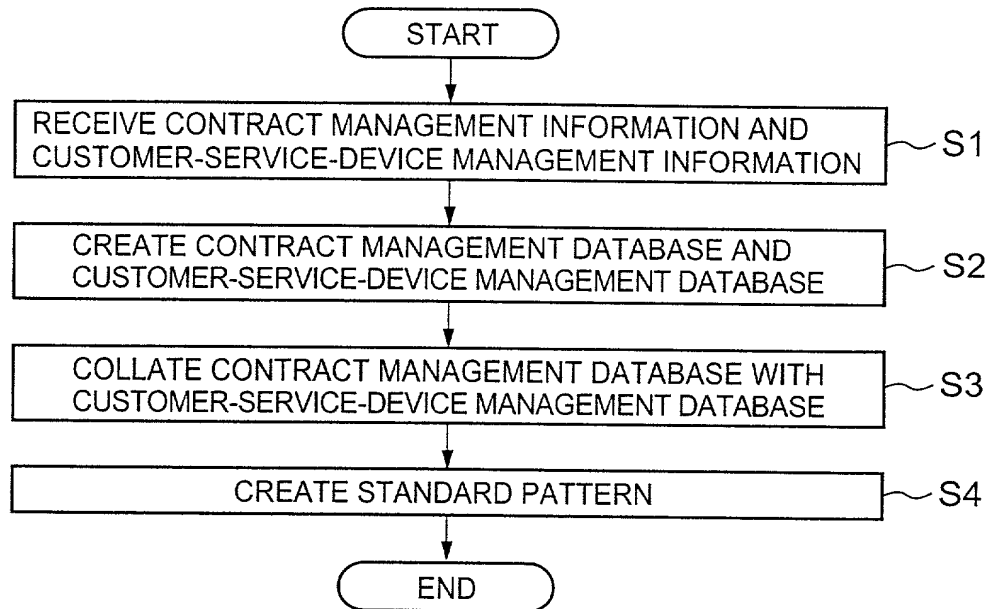 START
RECEIVE CONTRACT MANAGEMENT INFORMATION AND
CUSTOMER-SERVICE-DEVICE MANAGEMENT INFORMATION
S1
CREATE CONTRACT MANAGEMENT DATABASE AND
CUSTOMER-SERVICE-DEVICE MANAGEMENT DATABASE
S2
COLLATE CONTRACT MANAGEMENT DATABASE WITH
CUSTOMER-SERVICE-DEVICE MANAGEMENT DATABASE
S3
CREATE STANDARD PATTERN
S4
END